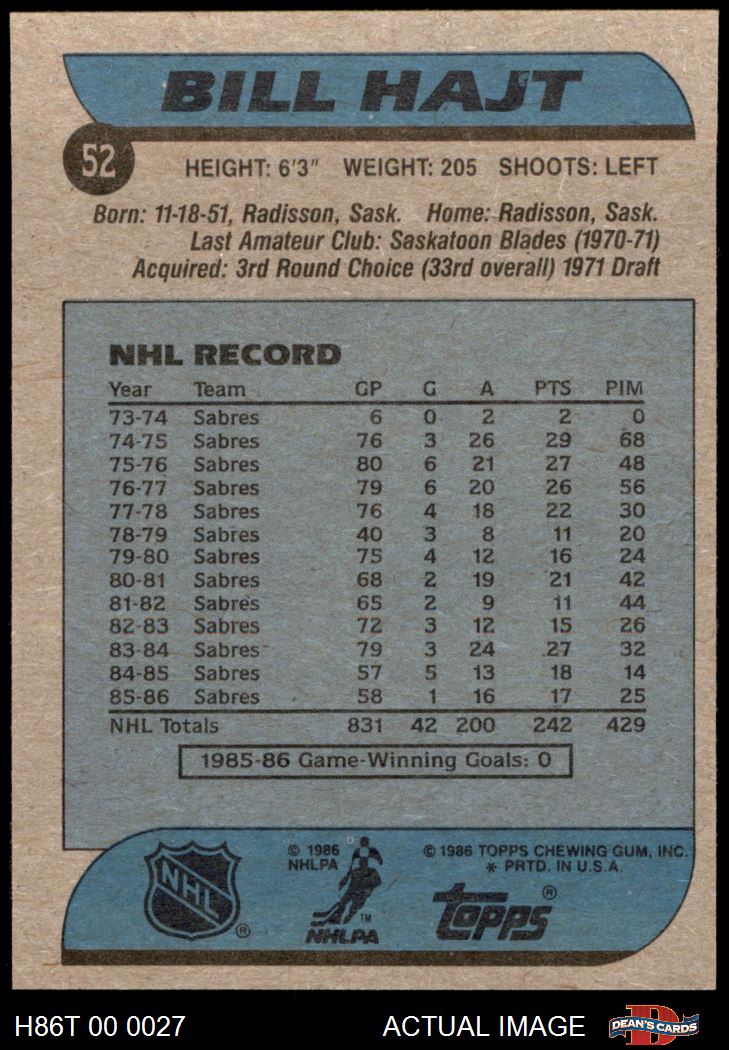 BILL HAJT
52
HEIGHT: 6'3" WEIGHT: 205 SHOOTS: LEFT
Born: 11-18-51, Radisson, Sask. Home: Radisson, Sask.
Last Amateur Club: Saskatoon Blades (1970-71)
Acquired: 3rd Round Choice (33rd overall) 1971 Draft
NHL RECORD
Year Team GP G A PTS PIM
73-74 Sabres 6 0 2 2 0
74-75 Sabres 76 3 26 29 68
75-76 Sabres 80 6 21 27 48
76-77 Sabres 79 6 20 26 56
77-78 Sabres 76 4 18 22 30
78-79 Sabres 40 3 8 11 20
79-80 Sabres 75 4 12 16 24
80-81 Sabres 68 2 19 21 42
81-82 Sabres 65 2 9 11 44
82-83 Sabres 72 3 12 15 26
83-84 Sabres 79 3 24 27 32
84-85 Sabres 57 5 13 18 14
85-86 Sabres 58 1 16 17 25
NHL Totals 831 42 200 242 429
1985-86 Game-Winning Goals: 0
NHL ®
© 1986
NHLPA
TM
NHLPA
© 1986 TOPPS CHEWING GUM, INC.
* PRTD. IN U.S.A.
topps ®
H86T 00 0027 ACTUAL IMAGE
D
DEAN'S CARDS